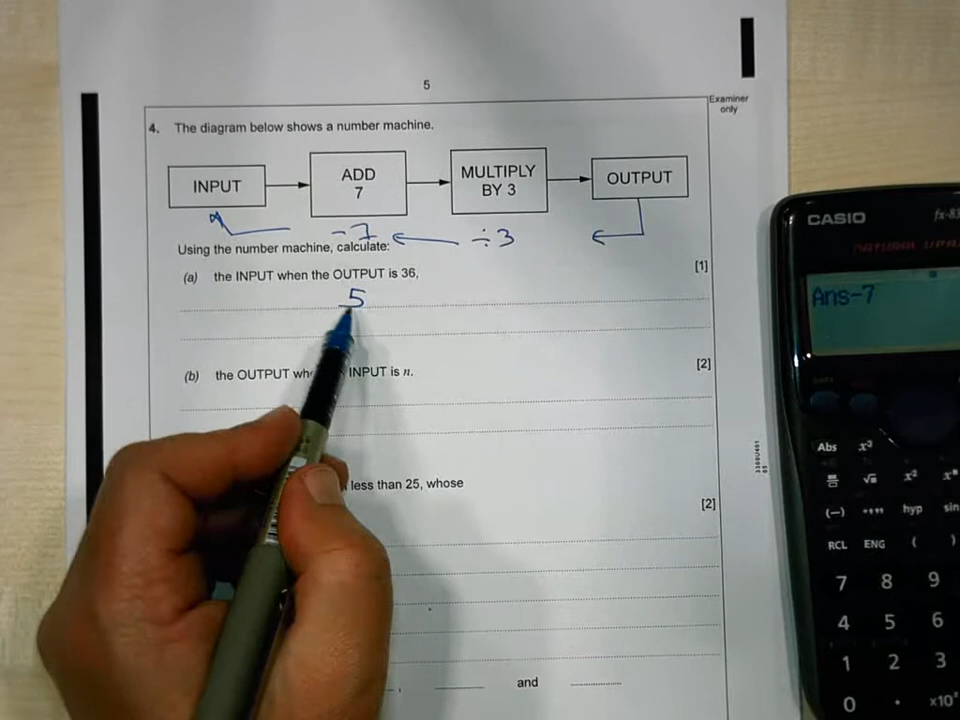 5
Examiner
only
4. The diagram below shows a number machine.
INPUT
ADD
7
MULTIPLY
BY 3
OUTPUT
-7
÷3
Using the number machine, calculate:
(a) the INPUT when the OUTPUT is 36,
[1]
5
(b) the OUTPUT INPUT is n.
[2]
less than 25, whose
[2]
, and
CASIO
Ans-7
Abs
x³
x²
(-)
hyp
sin
RCL
ENG
(
)
7 8 9
4 5 6
1 2 3
0 .